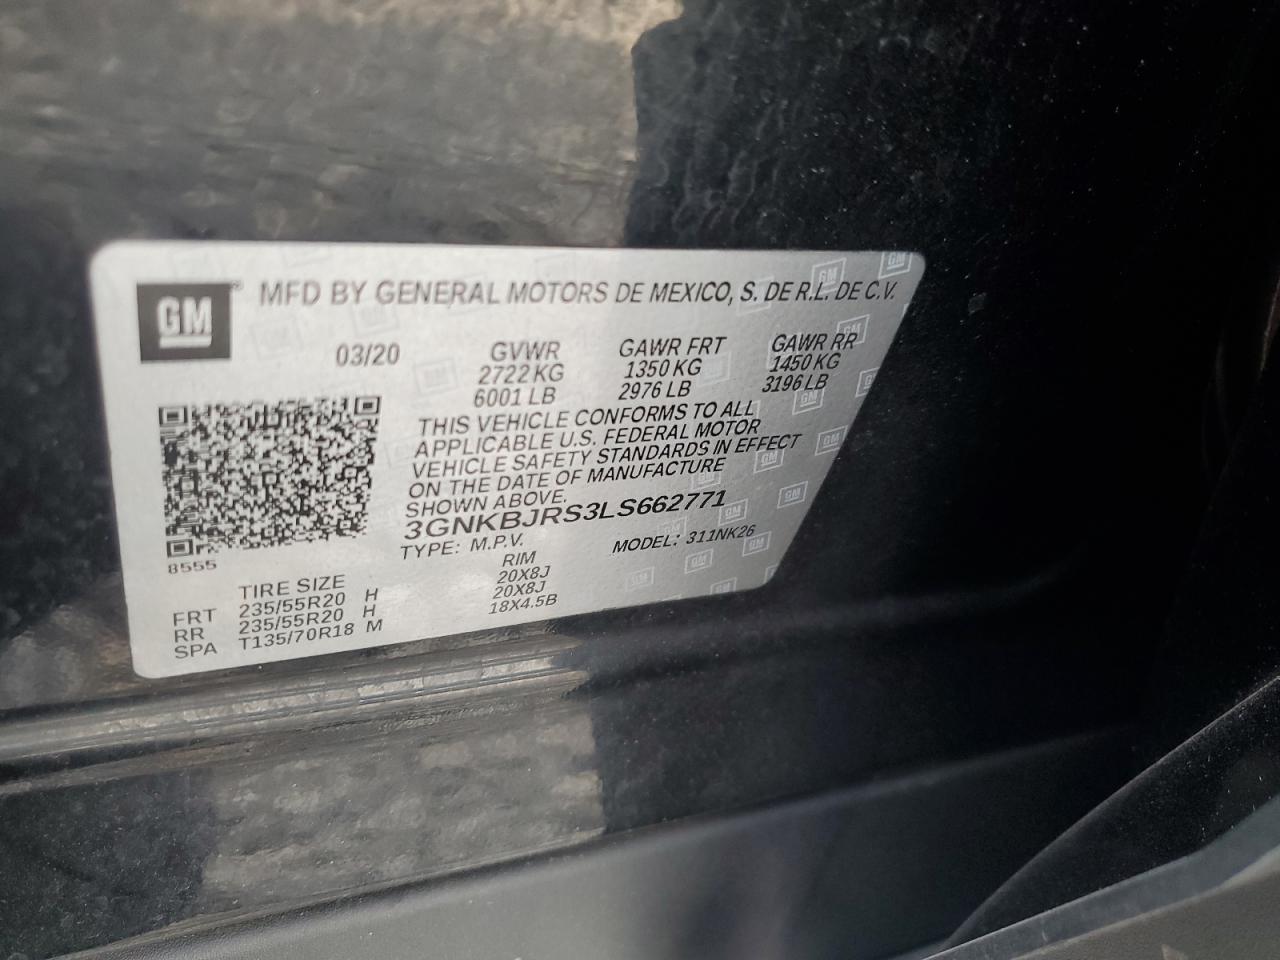 GM® MFD BY GENERAL MOTORS DE MEXICO, S. DE R.L. DE C.V.
03/20 GVWR GAWR FRT GAWR RR
2722 KG 1350 KG 1450 KG
6001 LB 2976 LB 3196 LB
THIS VEHICLE CONFORMS TO ALL
APPLICABLE U.S. FEDERAL MOTOR
VEHICLE SAFETY STANDARDS IN EFFECT
ON THE DATE OF MANUFACTURE
SHOWN ABOVE.
3GNKBJRS3LS662771
TYPE: M.P.V. MODEL: 311NK26
8555
TIRE SIZE RIM
FRT 235/55R20 H 20X8J
RR 235/55R20 H 20X8J
SPA T135/70R18 M 18X4.5B